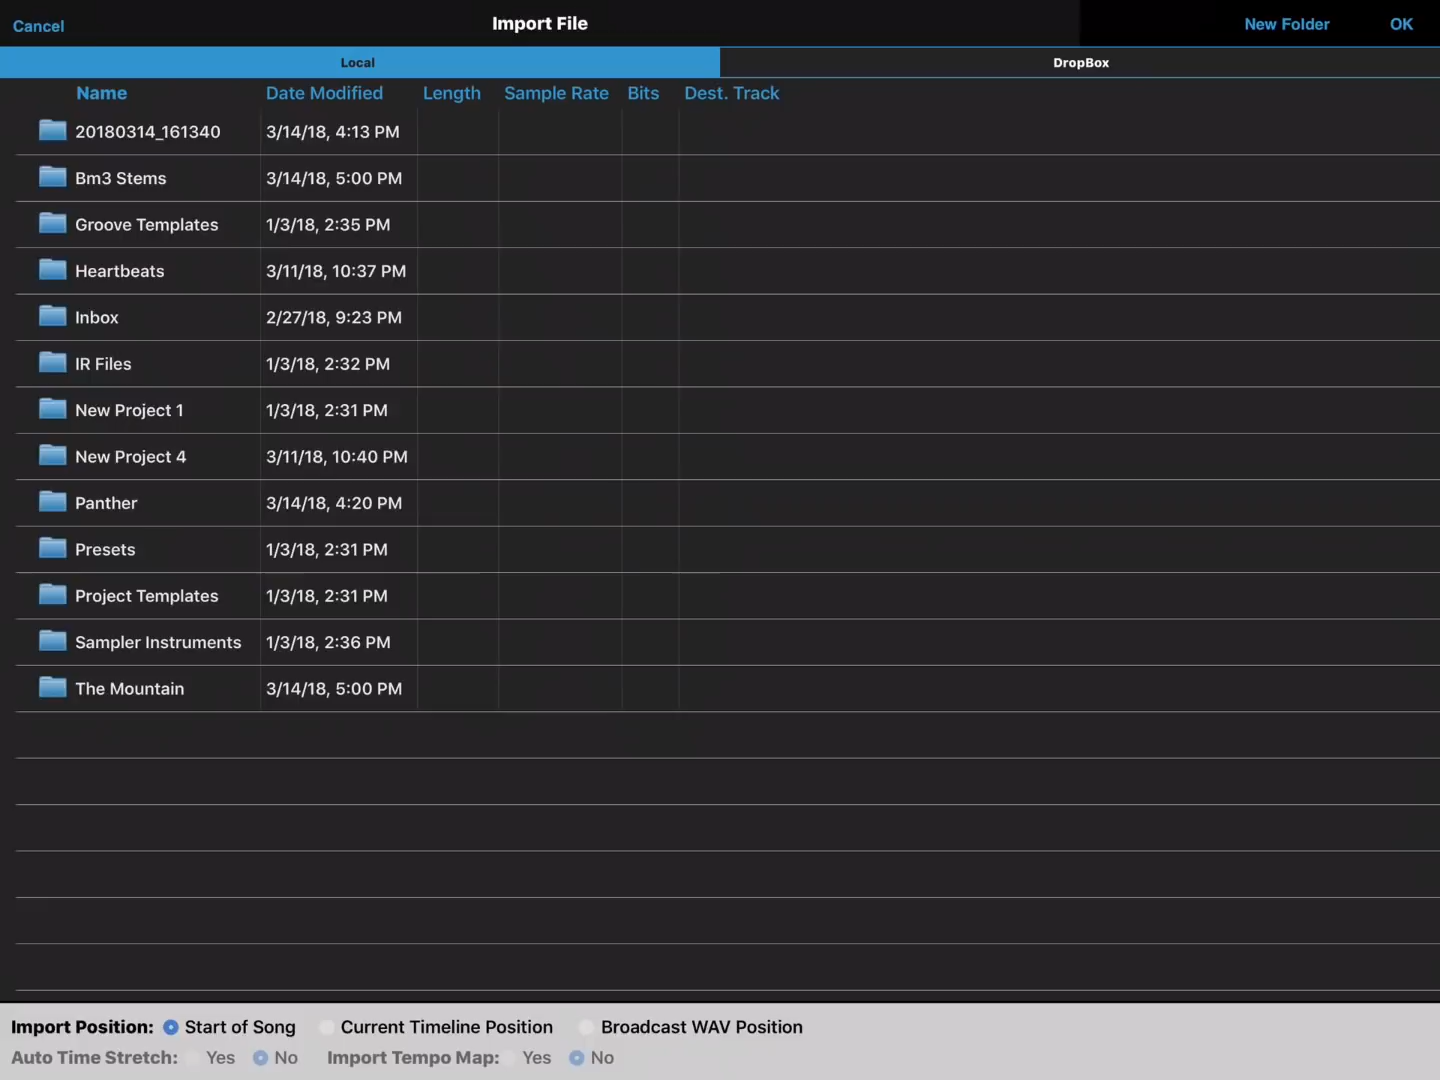 Cancel Import File New Folder OK
Local DropBox
Name Date Modified Length Sample Rate Bits Dest. Track
20180314_161340 3/14/18, 4:13 PM
Bm3 Stems 3/14/18, 5:00 PM
Groove Templates 1/3/18, 2:35 PM
Heartbeats 3/11/18, 10:37 PM
Inbox 2/27/18, 9:23 PM
IR Files 1/3/18, 2:32 PM
New Project 1 1/3/18, 2:31 PM
New Project 4 3/11/18, 10:40 PM
Panther 3/14/18, 4:20 PM
Presets 1/3/18, 2:31 PM
Project Templates 1/3/18, 2:31 PM
Sampler Instruments 1/3/18, 2:36 PM
The Mountain 3/14/18, 5:00 PM
Import Position: Start of Song Current Timeline Position Broadcast WAV Position
Auto Time Stretch: Yes No Import Tempo Map: Yes No